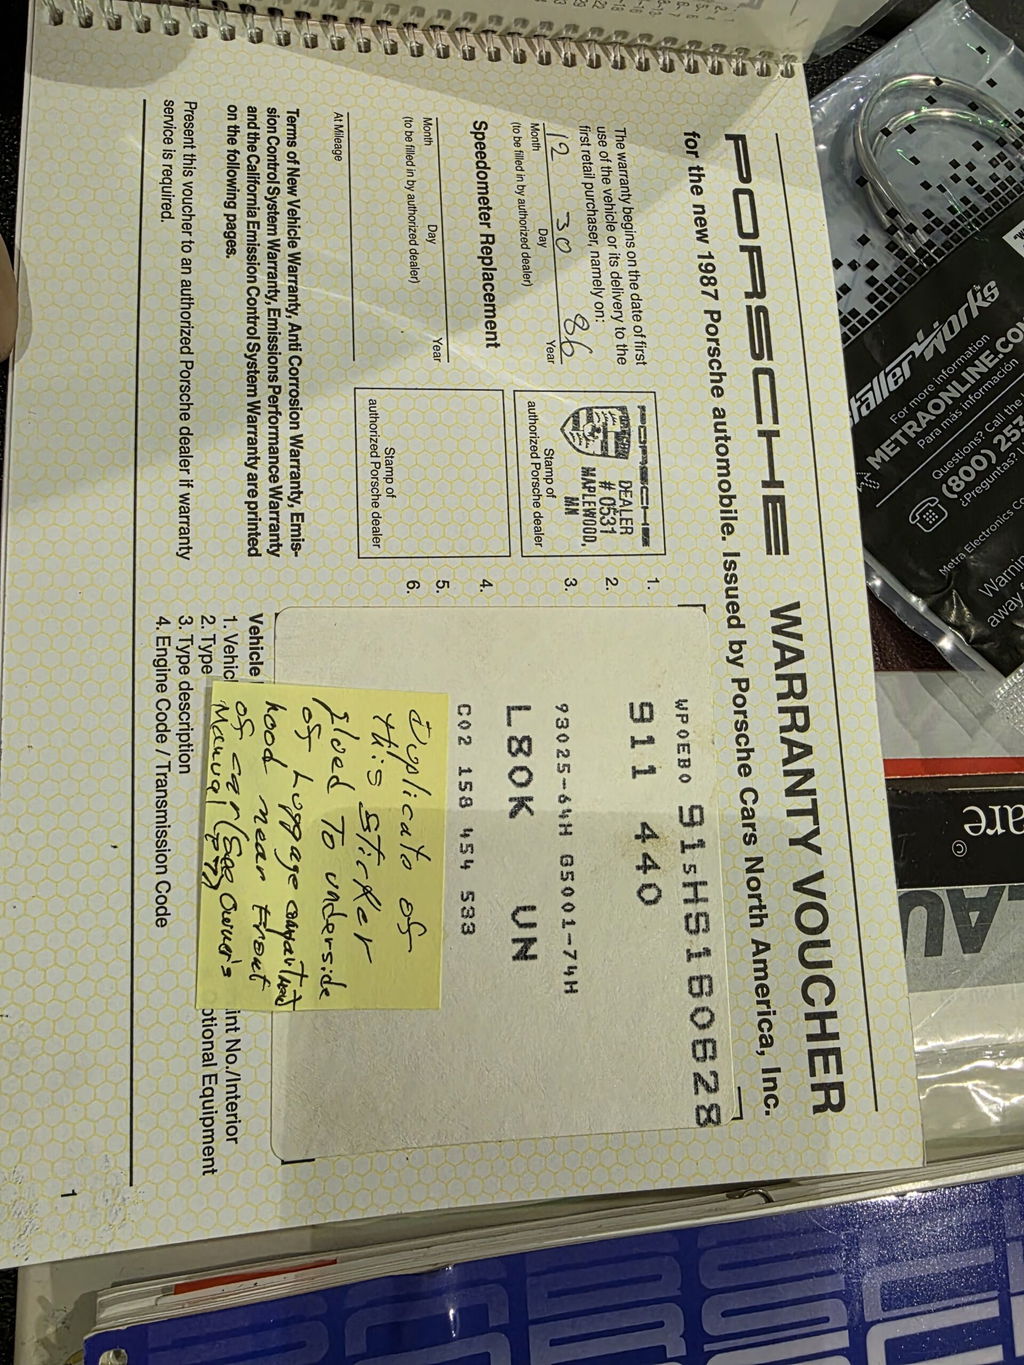 PORSCHE WARRANTY VOUCHER
for the new 1987 Porsche automobile. Issued by Porsche Cars North America, Inc.
The warranty begins on the date of first
use of the vehicle or its delivery to the
first retail purchaser, namely on:
12 30 86
Month Day Year
(to be filled in by authorized dealer)
PORSCHE
DEALER
# 0531
MAPLEWOOD,
MN
Stamp of
authorized Porsche dealer
Speedometer Replacement
Month Day Year
(to be filled in by authorized dealer)
At Mileage
Stamp of
authorized Porsche dealer
Terms of New Vehicle Warranty, Anti Corrosion Warranty, Emis-
sion Control System Warranty, Emissions Performance Warranty
and the California Emission Control System Warranty are printed
on the following pages.
Present this voucher to an authorized Porsche dealer if warranty
service is required.
1. WP0EB0 91sHS160628
2. 911 440
3. 93025-64H G5001-74H
4. L80K UN
5. C02 158 454 533
6.
Duplicate of
this sticker
fixed To underside
of Luggage compartment
hood near Front
of car (See Owner's
Manual P77)
Vehicle
1. Vehic
2. Type
3. Type description
4. Engine Code / Transmission Code
int No./Interior
ptional Equipment
1
tallerworks
For more information
Para mas información
METRAONLINE.CO
Questions? Call the
(800) 253
¿Preguntas?
Metra Electronics Co
Warnin
away
are
©